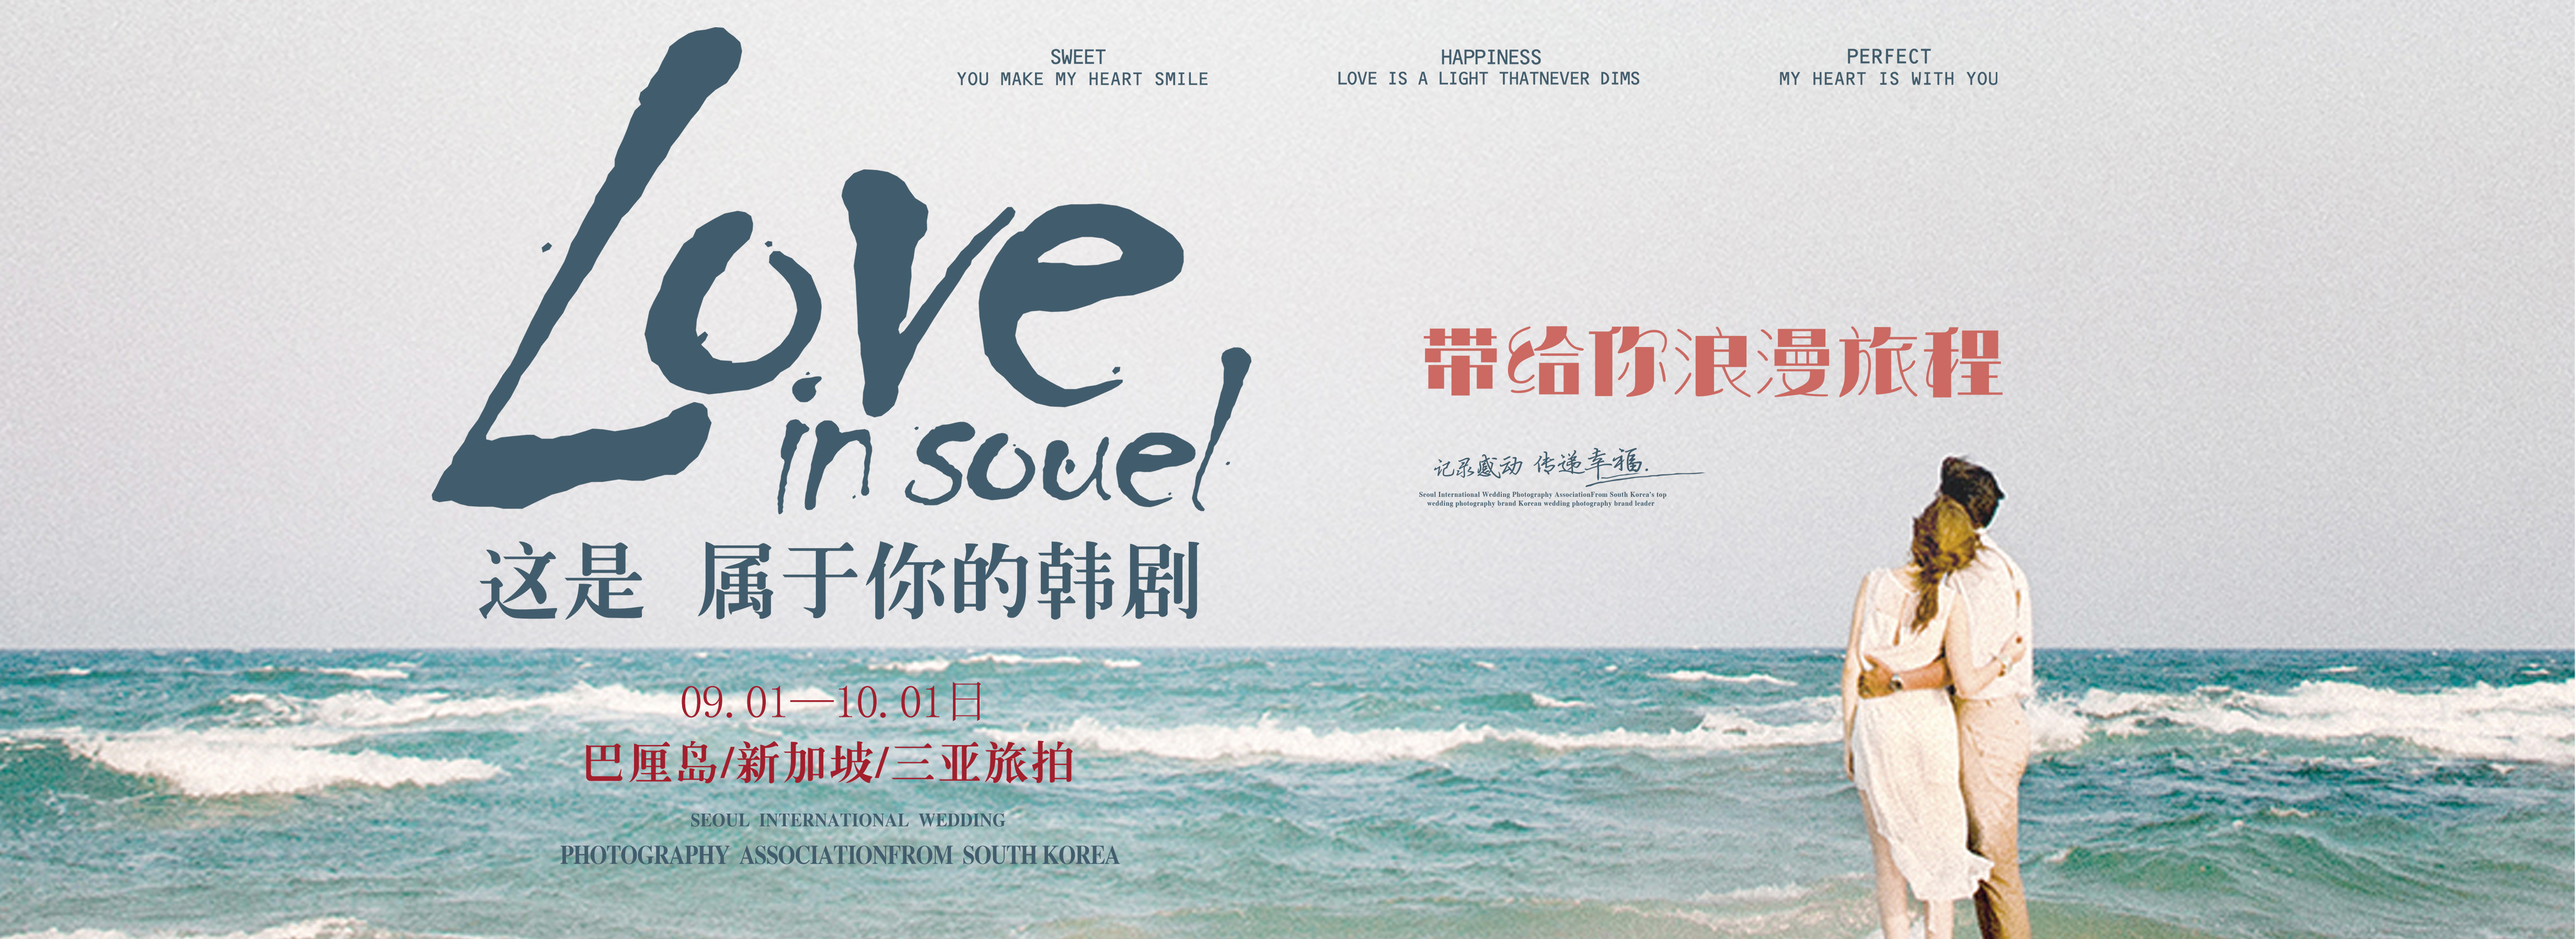 SWEET
YOU MAKE MY HEART SMILE
HAPPINESS
LOVE IS A LIGHT THATNEVER DIMS
PERFECT
MY HEART IS WITH YOU
Love
in souel
这是 属于你的韩剧
带给你浪漫旅程
记录感动 传递幸福.
Seoul International Wedding Photography AssociationFrom South Korea's top
wedding photography brand Korean wedding photography brand leader
09.01—10.01日
巴厘岛/新加坡/三亚旅拍
SEOUL INTERNATIONAL WEDDING
PHOTOGRAPHY ASSOCIATIONFROM SOUTH KOREA